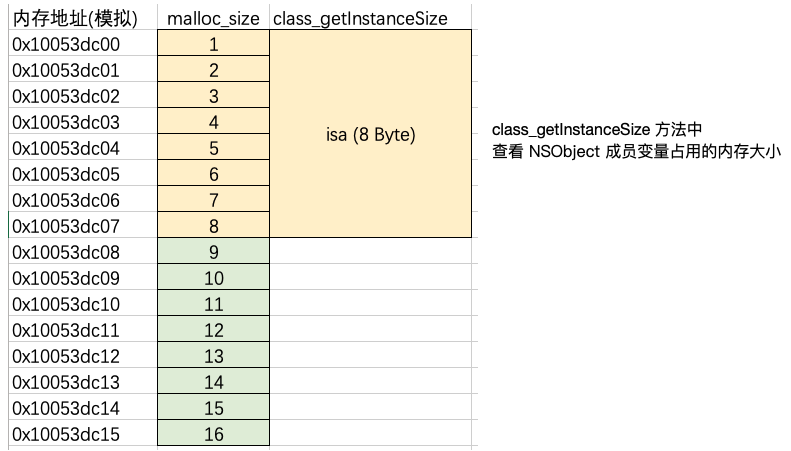 内存地址(模拟) malloc_size class_getInstanceSize
0x10053dc00 1
0x10053dc01 2
0x10053dc02 3
0x10053dc03 4
isa (8 Byte)
class_getInstanceSize 方法中
查看 NSObject 成员变量占用的内存大小
0x10053dc04 5
0x10053dc05 6
0x10053dc06 7
0x10053dc07 8
0x10053dc08 9
0x10053dc09 10
0x10053dc10 11
0x10053dc11 12
0x10053dc12 13
0x10053dc13 14
0x10053dc14 15
0x10053dc15 16